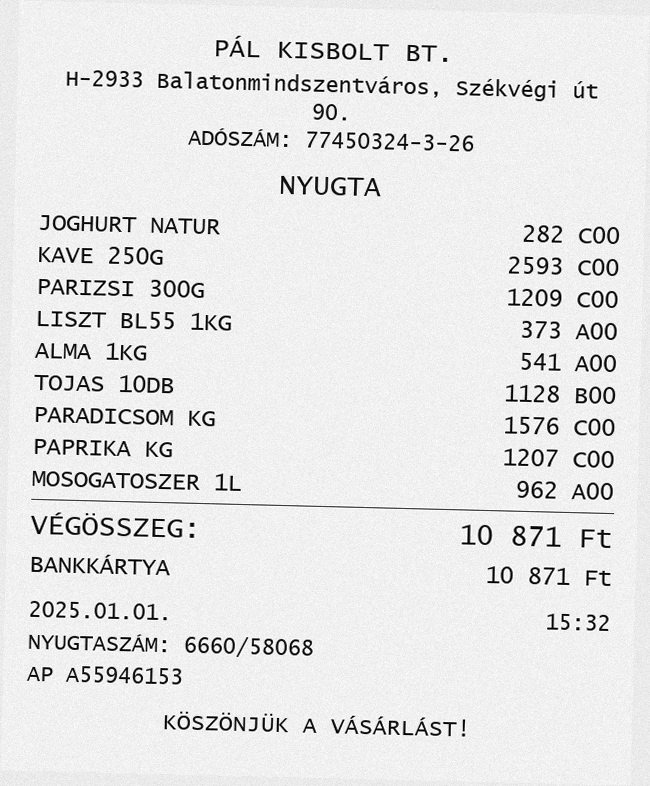 PÁL KISBOLT BT.
H-2933 Balatonmindszentváros, Székvégi út
90.
ADÓSZÁM: 77450324-3-26
NYUGTA
JOGHURT NATUR 282 C00
KAVE 250G 2593 C00
PARIZSI 300G 1209 C00
LISZT BL55 1KG 373 A00
ALMA 1KG 541 A00
TOJAS 10DB 1128 B00
PARADICSOM KG 1576 C00
PAPRIKA KG 1207 C00
MOSOGATOSZER 1L 962 A00
VÉGÖSSZEG: 10 871 Ft
BANKKÁRTYA 10 871 Ft
2025.01.01. 15:32
NYUGTASZÁM: 6660/58068
AP A55946153
KÖSZÖNJÜK A VÁSÁRLÁST!